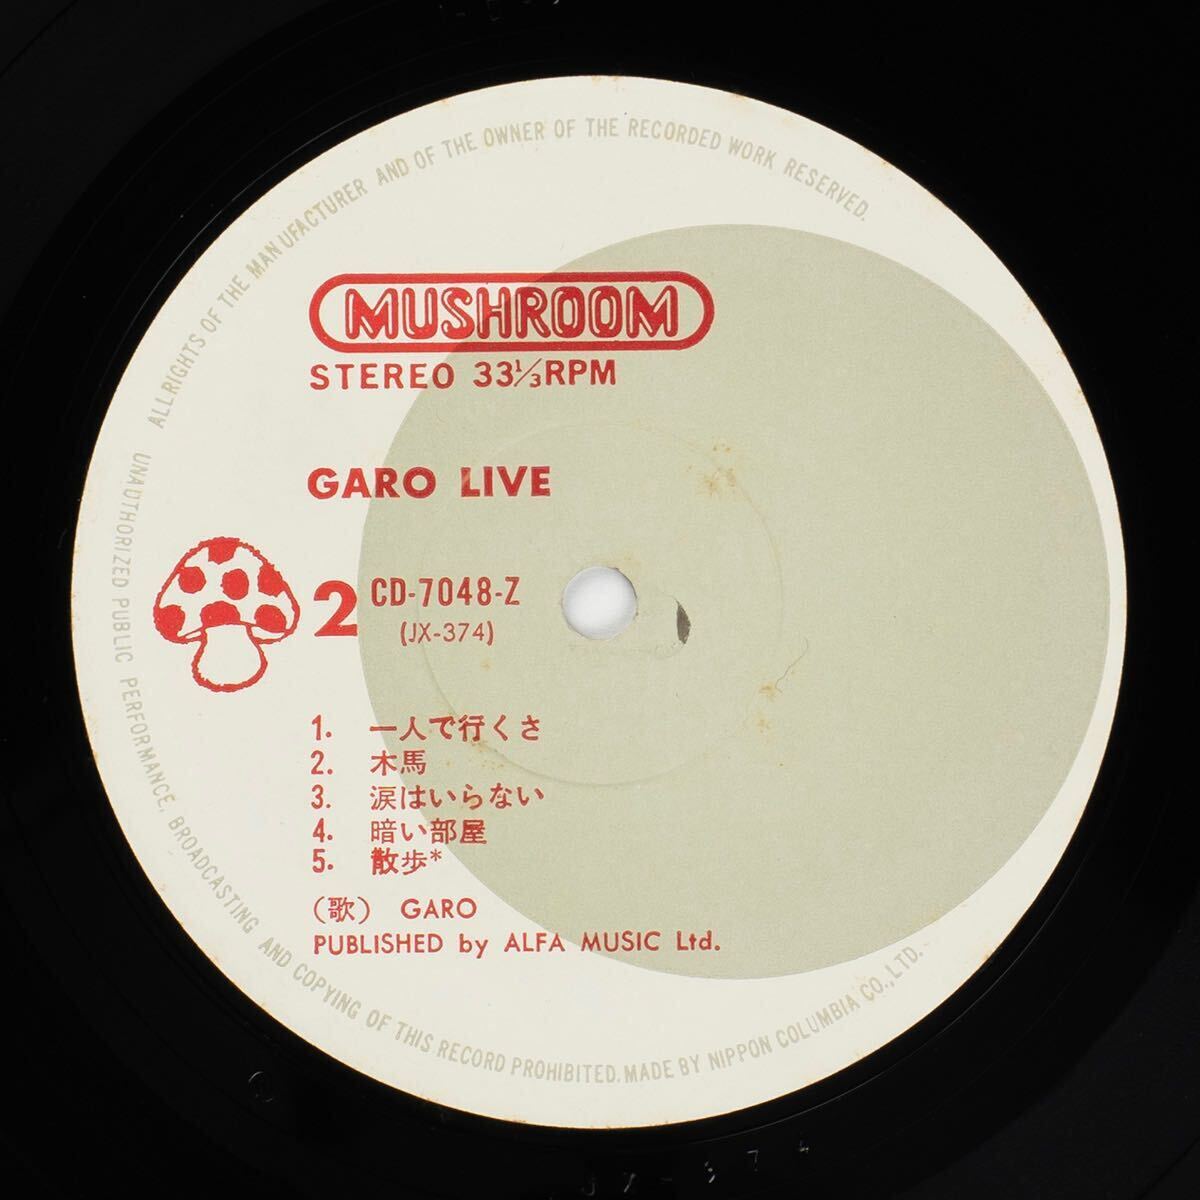 ALL RIGHTS OF THE MANUFACTURER AND OF THE OWNER OF THE RECORDED WORK RESERVED.
MUSHROOM
STEREO 33⅓RPM
GARO LIVE
2 CD-7048-Z
(JX-374)
1. 一人で行くさ
2. 木馬
3. 涙はいらない
4. 暗い部屋
5. 散歩*
(歌) GARO
PUBLISHED by ALFA MUSIC Ltd.
UNAUTHORIZED PUBLIC PERFORMANCE, BROADCASTING AND COPYING OF THIS RECORD PROHIBITED. MADE BY NIPPON COLUMBIA CO., LTD.